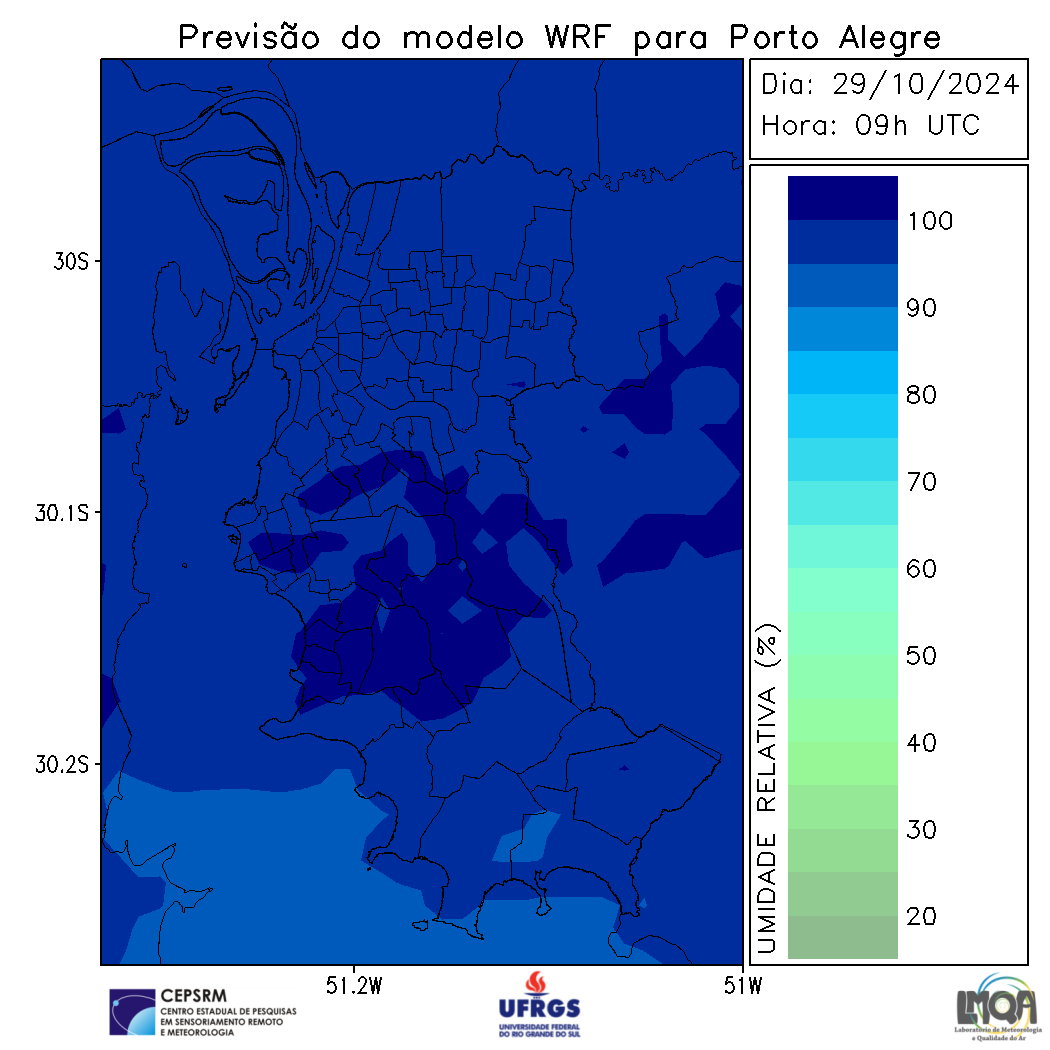 Previsão do modelo WRF para Porto Alegre
Dia: 29/10/2024
Hora: 09h UTC
30S
30.1S
30.2S
51.2W
51W
100
90
80
70
60
50
40
30
20
UMIDADE RELATIVA (%)
CEPSRM
CENTRO ESTADUAL DE PESQUISAS
EM SENSORIAMENTO REMOTO
E METEOROLOGIA
UFRGS
UNIVERSIDADE FEDERAL
DO RIO GRANDE DO SUL
LMQA
Laboratório de Meteorologia
e Qualidade do Ar